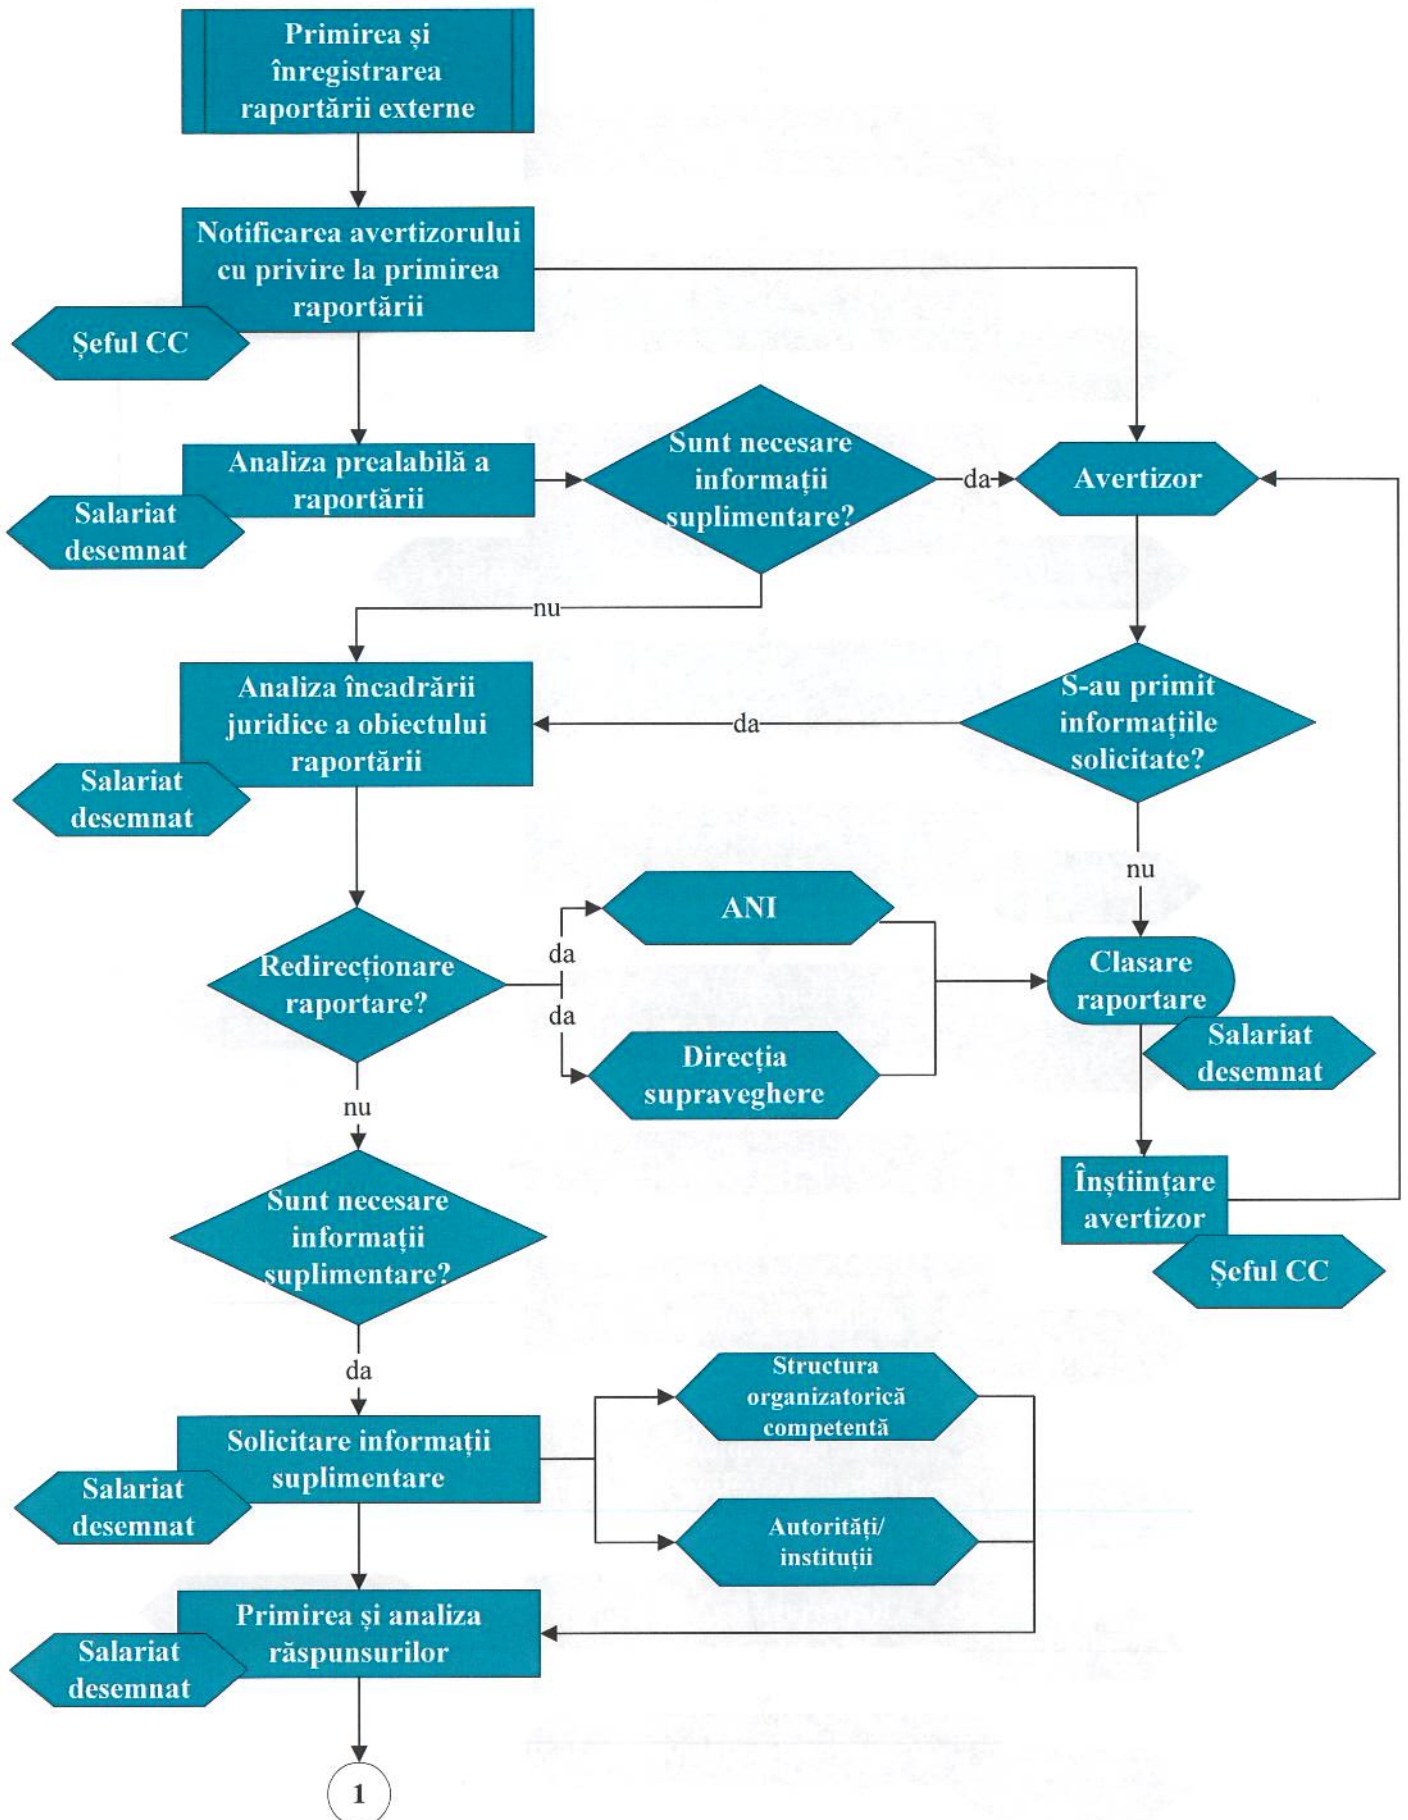 Primirea și
înregistrarea
raportării externe
Notificarea avertizorului
cu privire la primirea
raportării
Șeful CC
Analiza prealabilă a
raportării
Salariat
desemnat
Sunt necesare
informații
suplimentare?
da
Avertizor
nu
Analiza încadrării
juridice a obiectului
raportării
Salariat
desemnat
da
S-au primit
informațiile
solicitate?
nu
Redirecționare
raportare?
da
da
ANI
Direcția
supraveghere
Clasare
raportare
Salariat
desemnat
Înștiințare
avertizor
Șeful CC
nu
Sunt necesare
informații
suplimentare?
da
Solicitare informații
suplimentare
Salariat
desemnat
Structura
organizatorică
competentă
Autorități/
instituții
Primirea și analiza
răspunsurilor
Salariat
desemnat
1